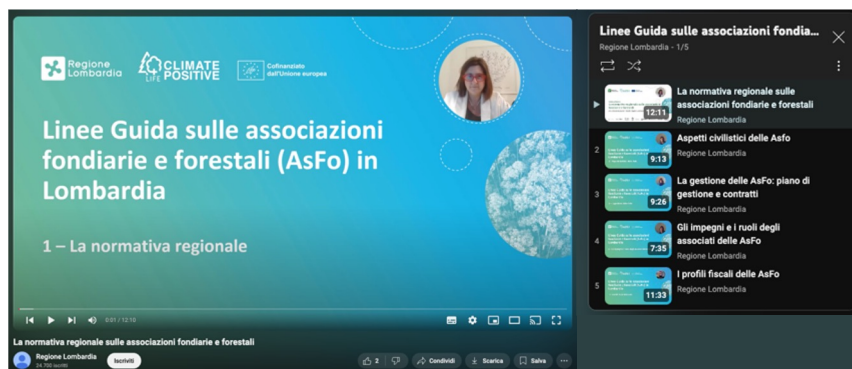 Regione
Lombardia
LIFE CLIMATE
POSITIVE
Cofinanziato
dall'Unione europea
Linee Guida sulle associazioni
fondiarie e forestali (AsFo) in
Lombardia
1 – La normativa regionale
0:01 / 12:10
La normativa regionale sulle associazioni fondiarie e forestali
Regione Lombardia
34.700 iscritti
Iscriviti
2
Condividi
Scarica
Salva
Linee Guida sulle associazioni fondia...
Regione Lombardia - 1/5
12:11
La normativa regionale sulle
associazioni fondiarie e forestali
Regione Lombardia
2
9:13
Aspetti civilistici delle Asfo
Regione Lombardia
3
9:26
La gestione delle AsFo: piano di
gestione e contratti
Regione Lombardia
4
7:35
Gli impegni e i ruoli degli
associati delle AsFo
Regione Lombardia
5
11:33
I profili fiscali delle AsFo
Regione Lombardia